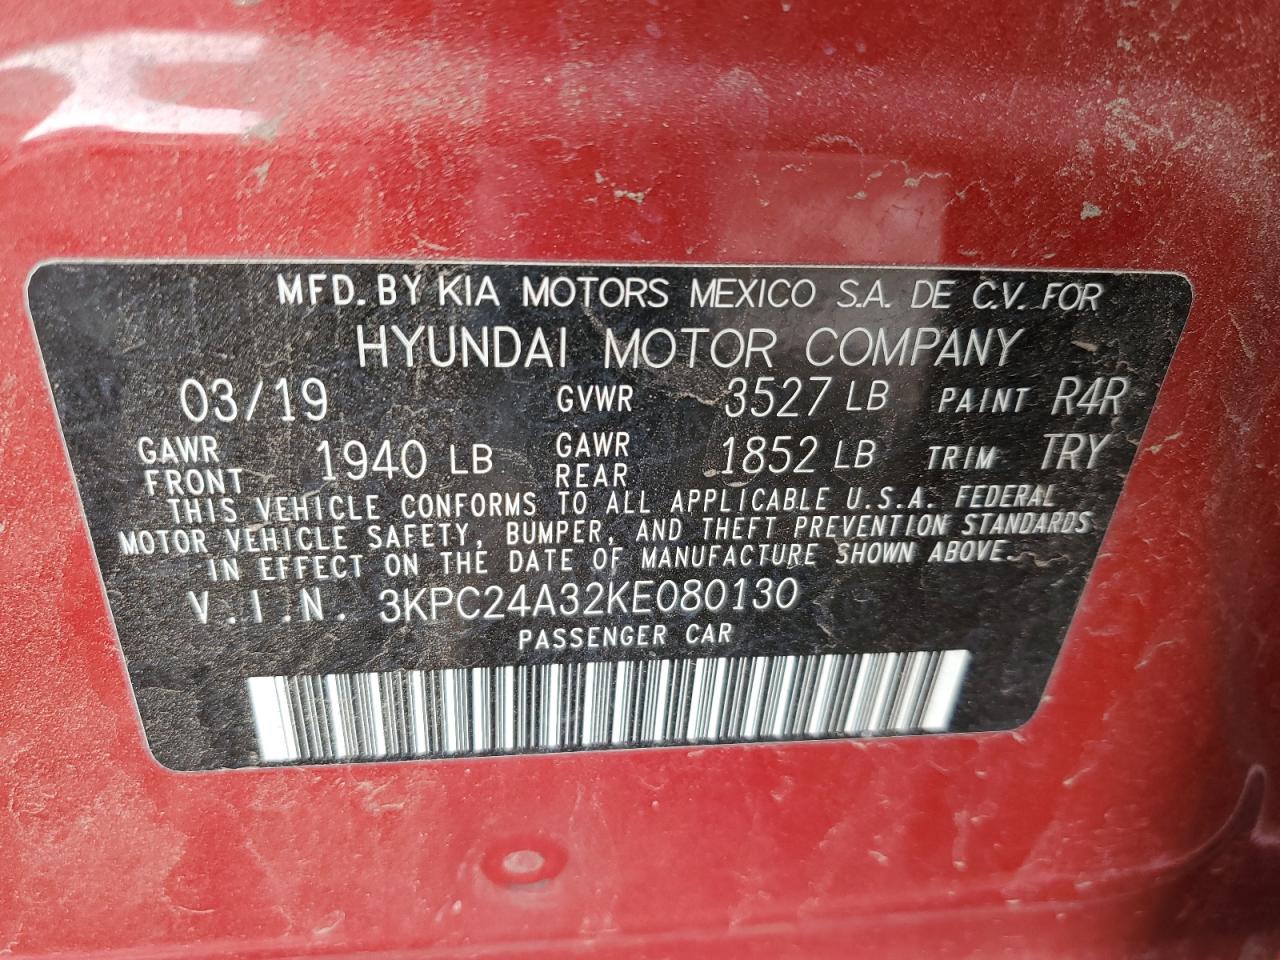 MFD. BY KIA MOTORS MEXICO S.A. DE C.V. FOR
HYUNDAI MOTOR COMPANY
03/19 GVWR 3527 LB PAINT R4R
GAWR FRONT 1940 LB GAWR REAR 1852 LB TRIM TRY
THIS VEHICLE CONFORMS TO ALL APPLICABLE U.S.A. FEDERAL
MOTOR VEHICLE SAFETY, BUMPER, AND THEFT PREVENTION STANDARDS
IN EFFECT ON THE DATE OF MANUFACTURE SHOWN ABOVE.
V.I.N. 3KPC24A32KE080130
PASSENGER CAR